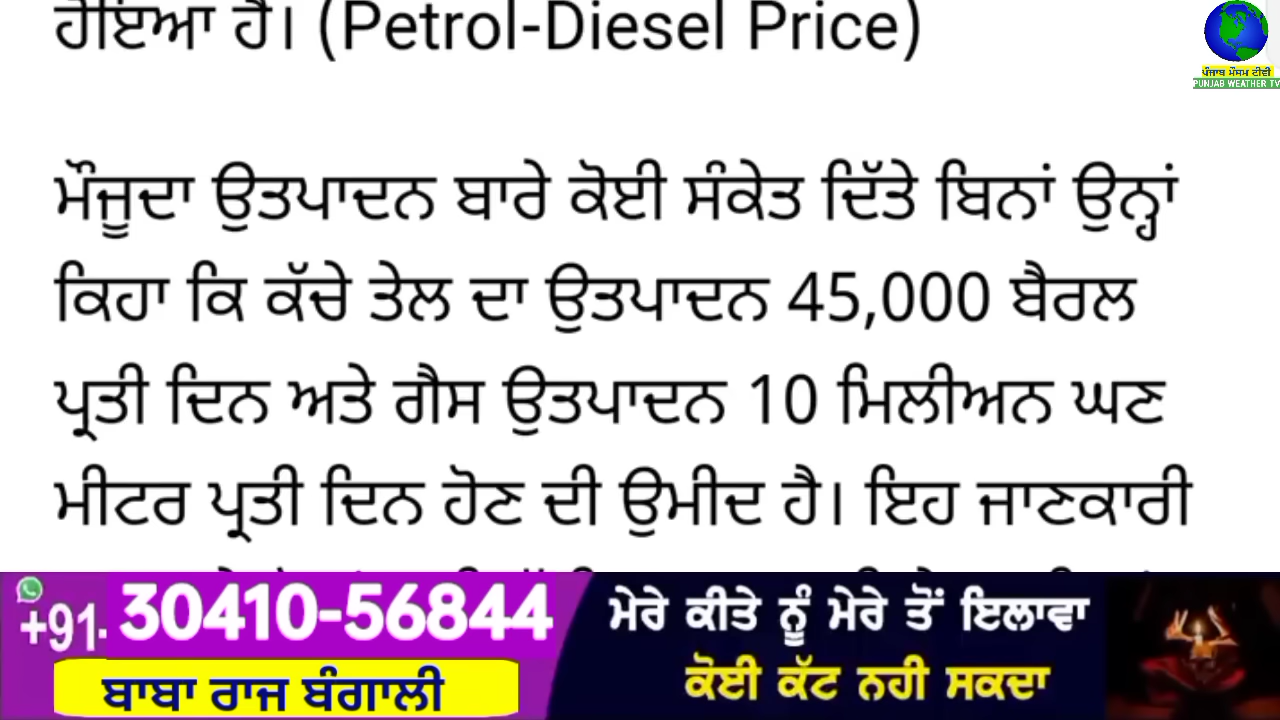 ਹੋਇਆ ਹੈ। (Petrol-Diesel Price)
ਪੰਜਾਬ ਮੌਸਮ ਟੀਵੀ
PUNJAB WEATHER TV
ਮੌਜੂਦਾ ਉਤਪਾਦਨ ਬਾਰੇ ਕੋਈ ਸੰਕੇਤ ਦਿੱਤੇ ਬਿਨਾਂ ਉਨ੍ਹਾਂ
ਕਿਹਾ ਕਿ ਕੱਚੇ ਤੇਲ ਦਾ ਉਤਪਾਦਨ 45,000 ਬੈਰਲ
ਪ੍ਰਤੀ ਦਿਨ ਅਤੇ ਗੈਸ ਉਤਪਾਦਨ 10 ਮਿਲੀਅਨ ਘਣ
ਮੀਟਰ ਪ੍ਰਤੀ ਦਿਨ ਹੋਣ ਦੀ ਉਮੀਦ ਹੈ। ਇਹ ਜਾਣਕਾਰੀ
+91- 30410-56844
ਬਾਬਾ ਰਾਜ ਬੰਗਾਲੀ
ਮੇਰੇ ਕੀਤੇ ਨੂੰ ਮੇਰੇ ਤੋਂ ਇਲਾਵਾ
ਕੋਈ ਕੱਟ ਨਹੀ ਸਕਦਾ